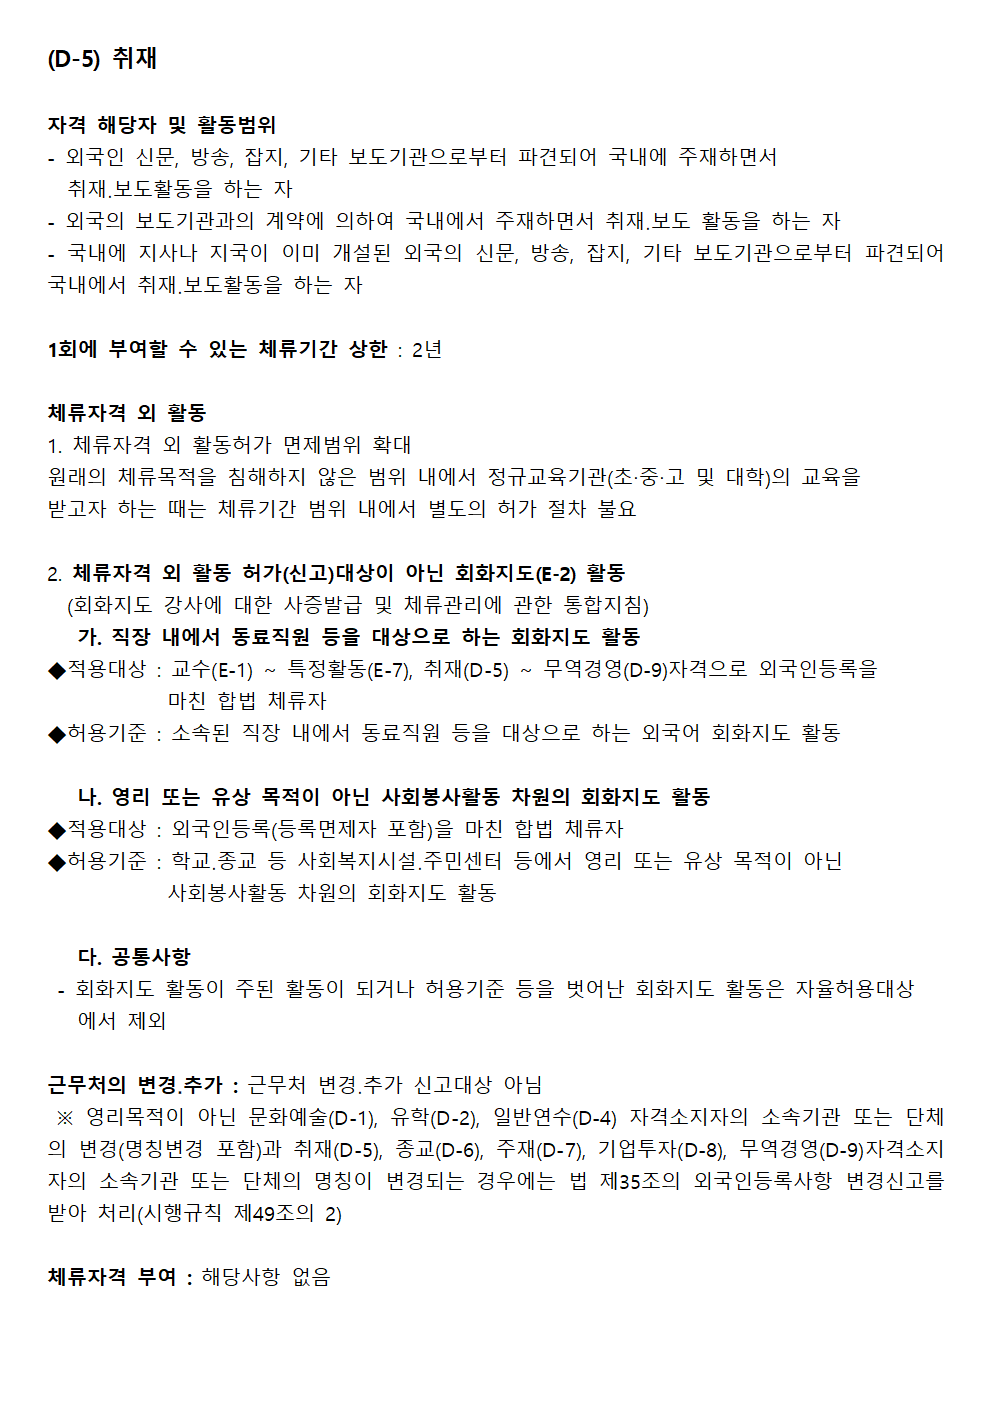 (D-5) 취재
자격 해당자 및 활동범위
- 외국인 신문, 방송, 잡지, 기타 보도기관으로부터 파견되어 국내에 주재하면서
취재.보도활동을 하는 자
- 외국의 보도기관과의 계약에 의하여 국내에서 주재하면서 취재.보도 활동을 하는 자
- 국내에 지사나 지국이 이미 개설된 외국의 신문, 방송, 잡지, 기타 보도기관으로부터 파견되어
국내에서 취재.보도활동을 하는 자
1회에 부여할 수 있는 체류기간 상한 : 2년
체류자격 외 활동
1. 체류자격 외 활동허가 면제범위 확대
원래의 체류목적을 침해하지 않은 범위 내에서 정규교육기관(초·중·고 및 대학)의 교육을
받고자 하는 때는 체류기간 범위 내에서 별도의 허가 절차 불요
2. 체류자격 외 활동 허가(신고)대상이 아닌 회화지도(E-2) 활동
(회화지도 강사에 대한 사증발급 및 체류관리에 관한 통합지침)
가. 직장 내에서 동료직원 등을 대상으로 하는 회화지도 활동
◆적용대상 : 교수(E-1) ~ 특정활동(E-7), 취재(D-5) ~ 무역경영(D-9)자격으로 외국인등록을
마친 합법 체류자
◆허용기준 : 소속된 직장 내에서 동료직원 등을 대상으로 하는 외국어 회화지도 활동
나. 영리 또는 유상 목적이 아닌 사회봉사활동 차원의 회화지도 활동
◆적용대상 : 외국인등록(등록면제자 포함)을 마친 합법 체류자
◆허용기준 : 학교.종교 등 사회복지시설.주민센터 등에서 영리 또는 유상 목적이 아닌
사회봉사활동 차원의 회화지도 활동
다. 공통사항
- 회화지도 활동이 주된 활동이 되거나 허용기준 등을 벗어난 회화지도 활동은 자율허용대상
에서 제외
근무처의 변경.추가 : 근무처 변경.추가 신고대상 아님
※ 영리목적이 아닌 문화예술(D-1), 유학(D-2), 일반연수(D-4) 자격소지자의 소속기관 또는 단체
의 변경(명칭변경 포함)과 취재(D-5), 종교(D-6), 주재(D-7), 기업투자(D-8), 무역경영(D-9)자격소지
자의 소속기관 또는 단체의 명칭이 변경되는 경우에는 법 제35조의 외국인등록사항 변경신고를
받아 처리(시행규칙 제49조의 2)
체류자격 부여 : 해당사항 없음